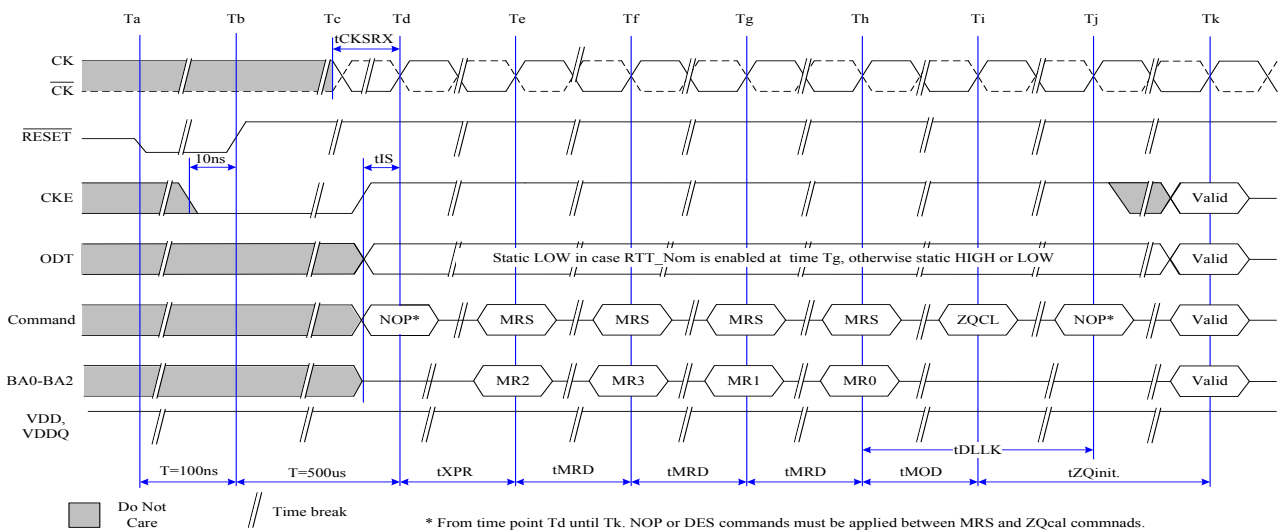 Ta Tb Tc Td Te Tf Tg Th Ti Tj Tk
tCKSRX
CK
CK
RESET
10ns
tIS
CKE
Valid
ODT
Static LOW in case RTT_Nom is enabled at time Tg, otherwise static HIGH or LOW
Valid
Command
NOP* MRS MRS MRS MRS ZQCL NOP* Valid
BA0-BA2
MR2 MR3 MR1 MR0 Valid
VDD,
VDDQ
tDLLK
T=100ns T=500us tXPR tMRD tMRD tMRD tMOD tZQinit.
Do Not
Care
Time break
* From time point Td until Tk. NOP or DES commands must be applied between MRS and ZQcal commnads.